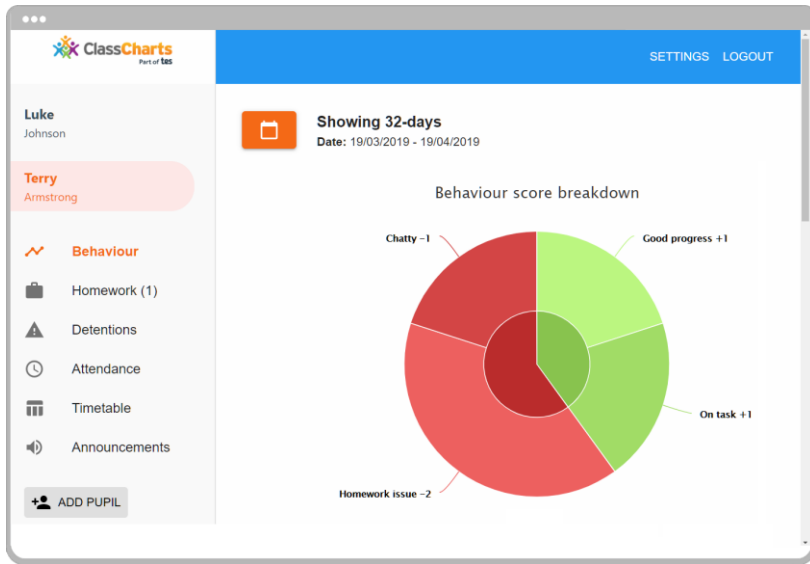 ClassCharts
Part of tes
SETTINGS LOGOUT
Luke
Johnson
Terry
Armstrong
Behaviour
Homework (1)
Detentions
Attendance
Timetable
Announcements
ADD PUPIL
Showing 32-days
Date: 19/03/2019 - 19/04/2019
Behaviour score breakdown
Chatty -1
Good progress +1
On task +1
Homework issue -2